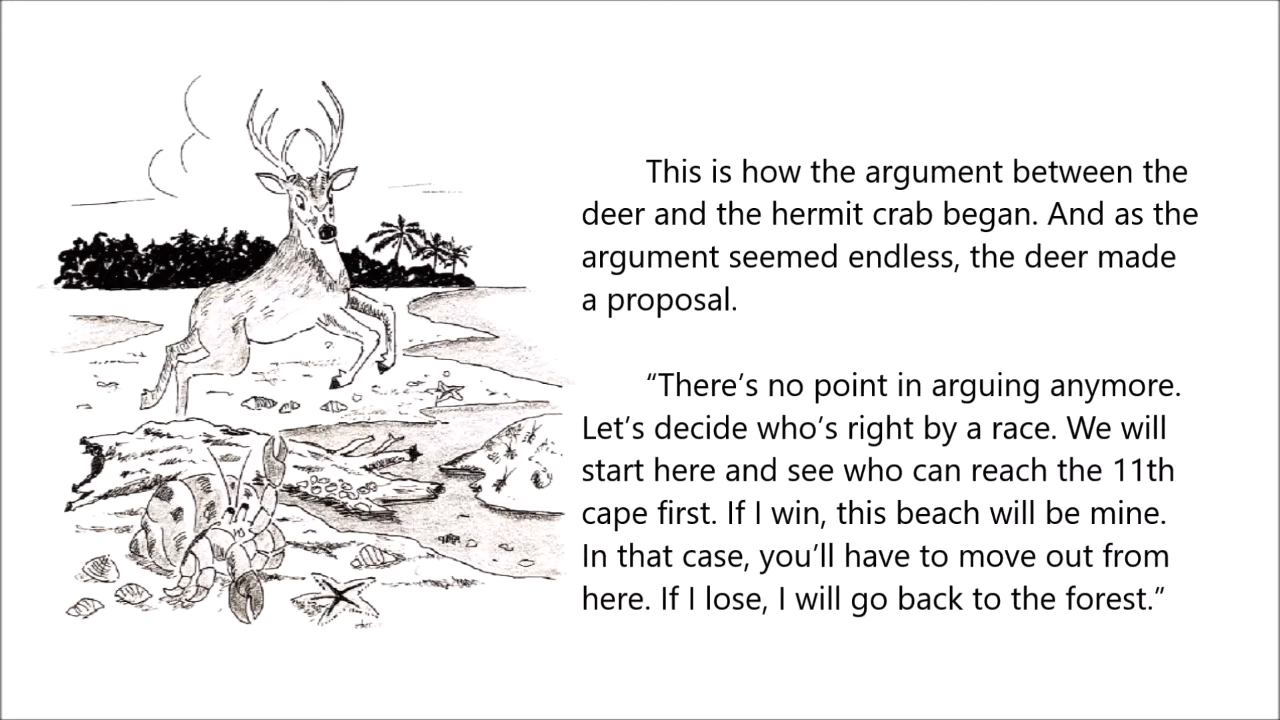 This is how the argument between the
deer and the hermit crab began. And as the
argument seemed endless, the deer made
a proposal.
“There’s no point in arguing anymore.
Let’s decide who’s right by a race. We will
start here and see who can reach the 11th
cape first. If I win, this beach will be mine.
In that case, you’ll have to move out from
here. If I lose, I will go back to the forest.”